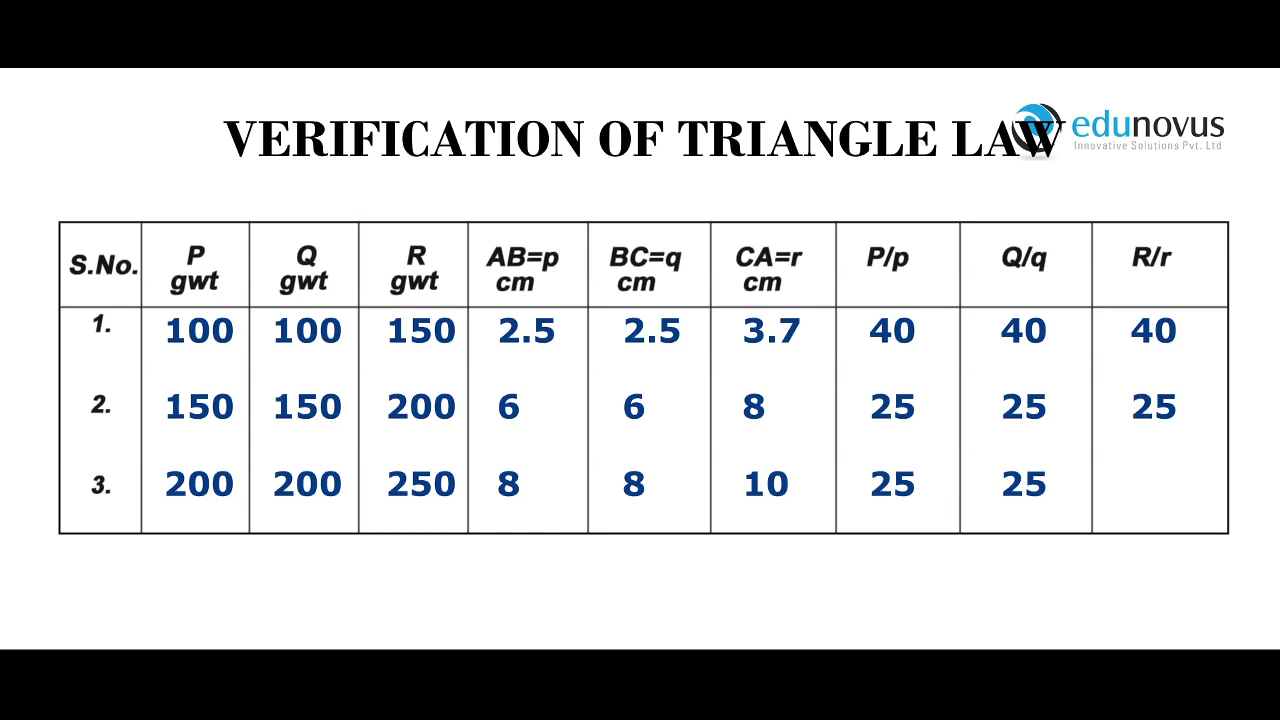 VERIFICATION OF TRIANGLE LAW
edunovus
Innovative Solutions Pvt. Ltd
S.No. P gwt Q gwt R gwt AB=p cm BC=q cm CA=r cm P/p Q/q R/r
1. 100 100 150 2.5 2.5 3.7 40 40 40
2. 150 150 200 6 6 8 25 25 25
3. 200 200 250 8 8 10 25 25